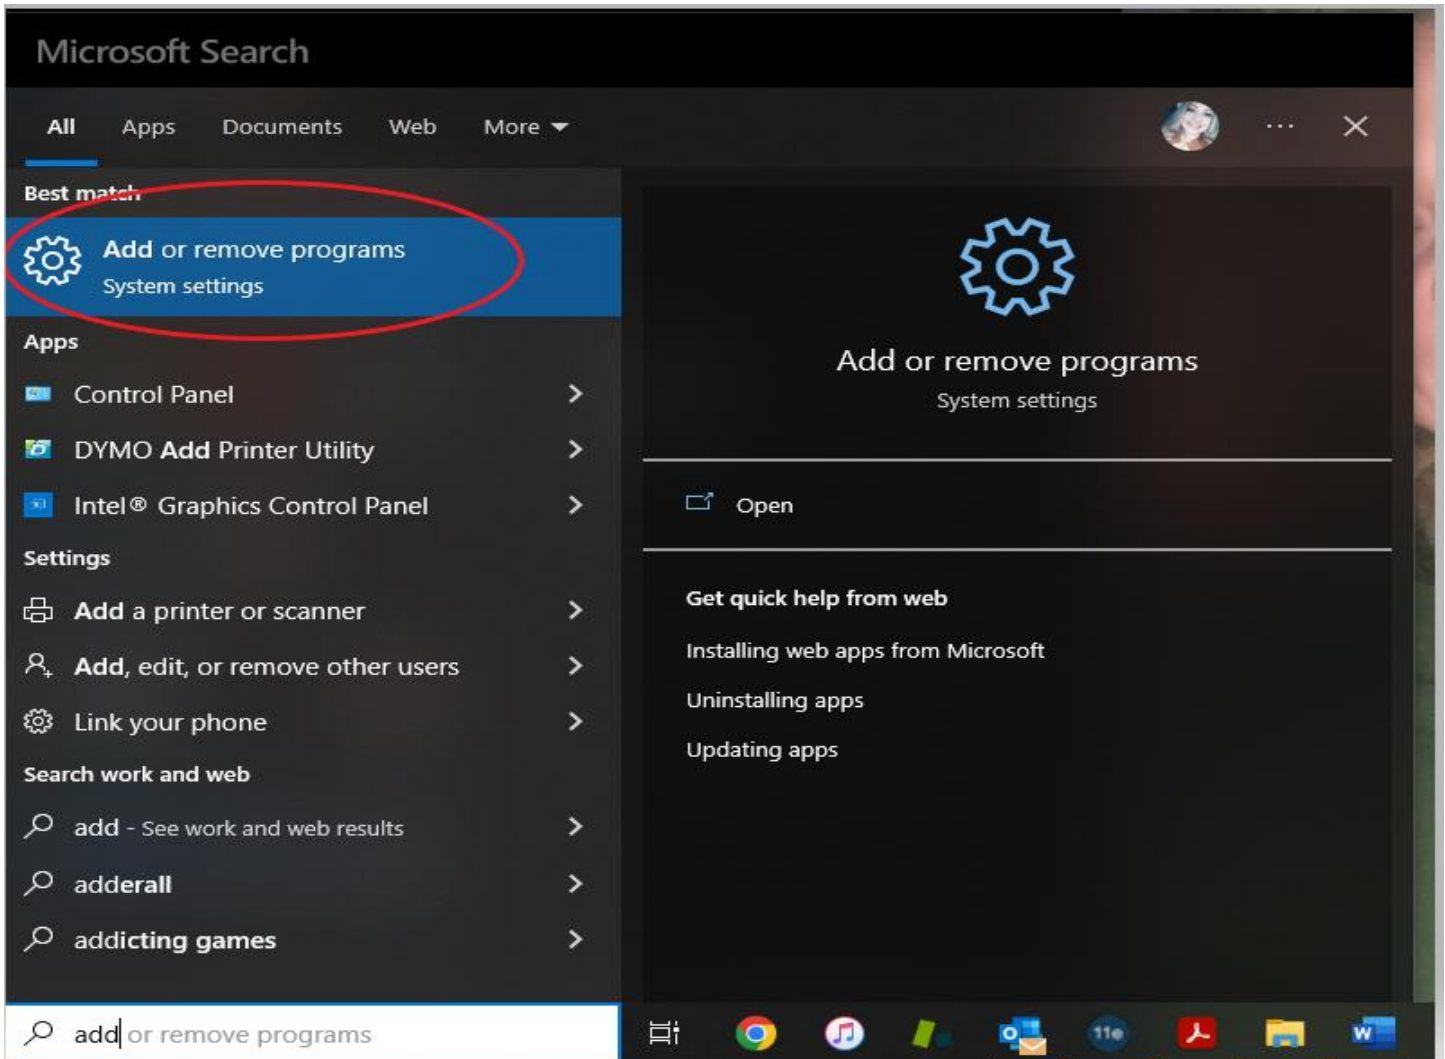 Microsoft Search
All Apps Documents Web More
Best match
Add or remove programs
System settings
Apps
Control Panel
DYMO Add Printer Utility
Intel® Graphics Control Panel
Settings
Add a printer or scanner
Add, edit, or remove other users
Link your phone
Search work and web
add - See work and web results
adderall
addicting games
Add or remove programs
System settings
Open
Get quick help from web
Installing web apps from Microsoft
Uninstalling apps
Updating apps
add or remove programs
11e
W